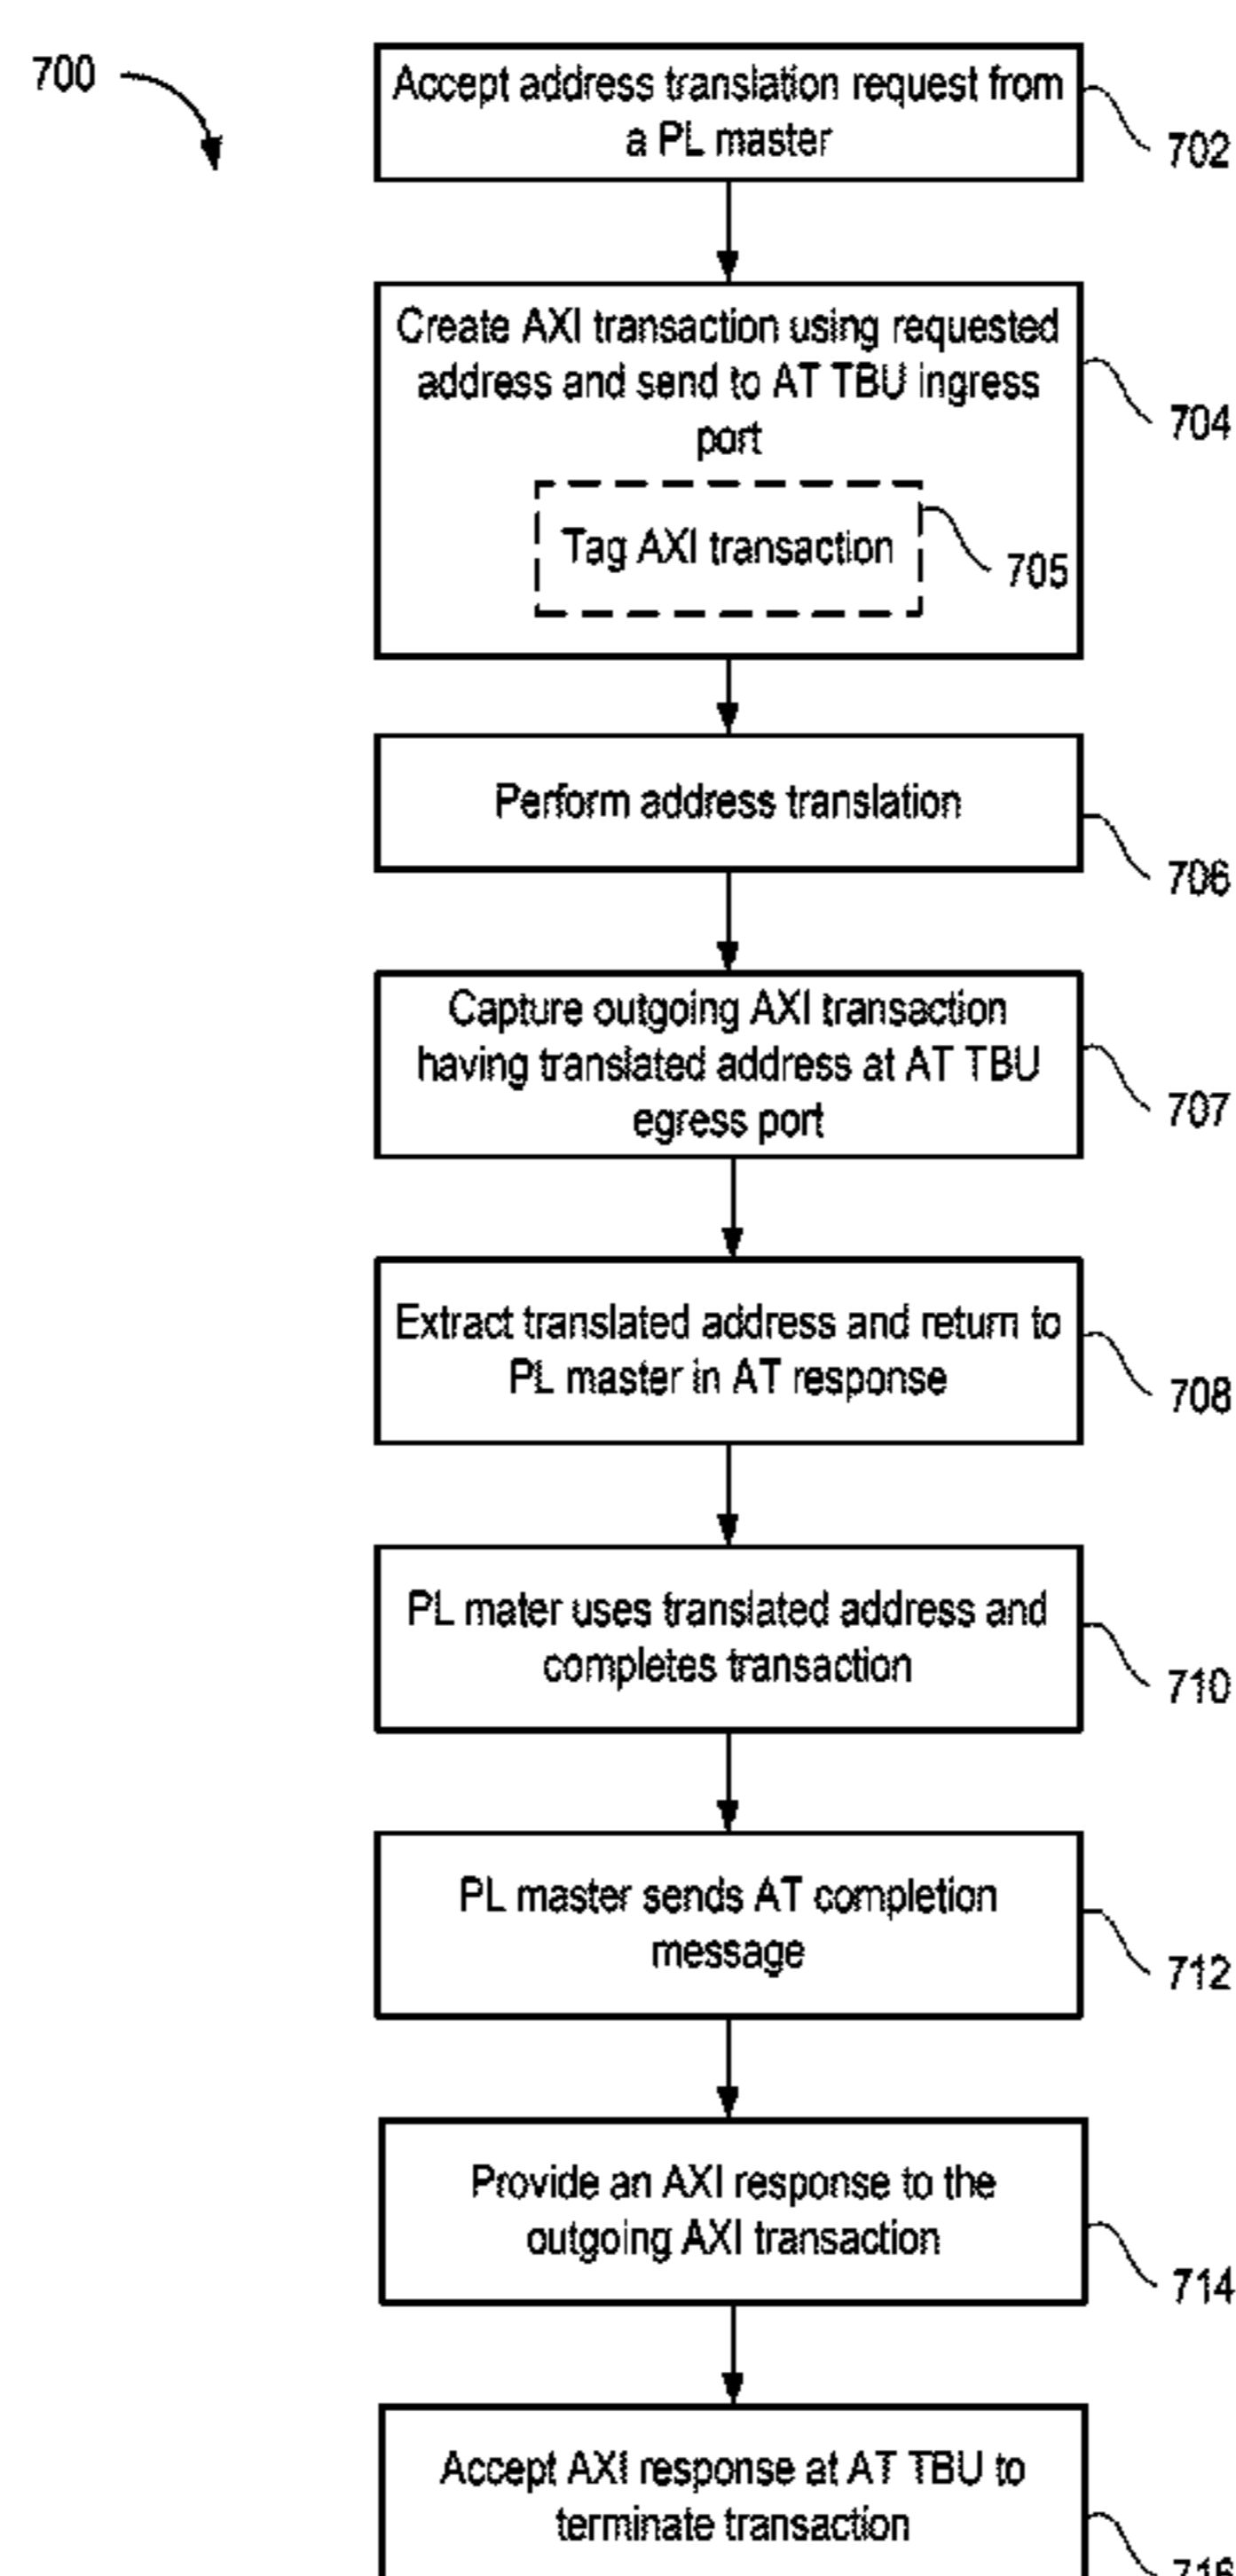 700
Accept address translation request from
a PL master
702
Create AXI transaction using requested
address and send to AT TBU ingress
port
704
Tag AXI transaction
705
Perform address translation
706
Capture outgoing AXI transaction
having translated address at AT TBU
egress port
707
Extract translated address and return to
PL master in AT response
708
PL mater uses translated address and
completes transaction
710
PL master sends AT completion
message
712
Provide an AXI response to the
outgoing AXI transaction
714
Accept AXI response at AT TBU to
terminate transaction